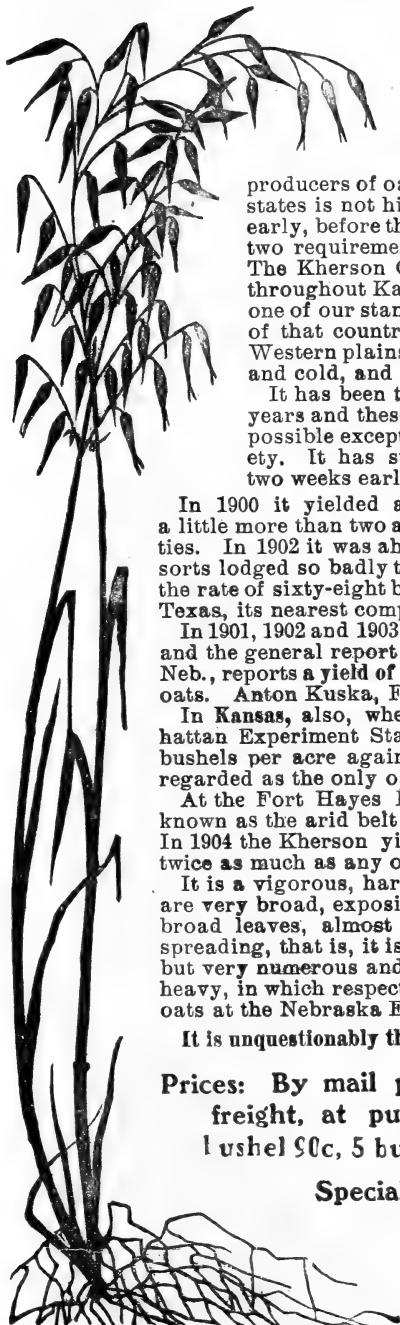 producers of oa
states is not hi
early, before th
two requireme
The Kherson
throughout Ka
one of our stan
of that countr
Western plains
and cold, and
It has been t
years and thes
possible excep
ety. It has s
two weeks earl
In 1900 it yielded a
a little more than two a
ties. In 1902 it was ah
sorts lodged so badly t
the rate of sixty-eight b
Texas, its nearest comp
In 1901, 1902 and 1903
and the general report
Neb., reports a yield of
oats. Anton Kuska, F
In Kansas, also, whe
hattan Experiment Sta
bushels per acre again
regarded as the only o
At the Fort Hayes
known as the arid belt
In 1904 the Kherson yi
twice as much as any o
It is a vigorous, har
are very broad, exposi
broad leaves, almost
spreading, that is, it is
but very numerous and
heavy, in which respect
oats at the Nebraska E
It is unquestionably th
Prices: By mail p
freight, at pu
90c, 5 bu
Special